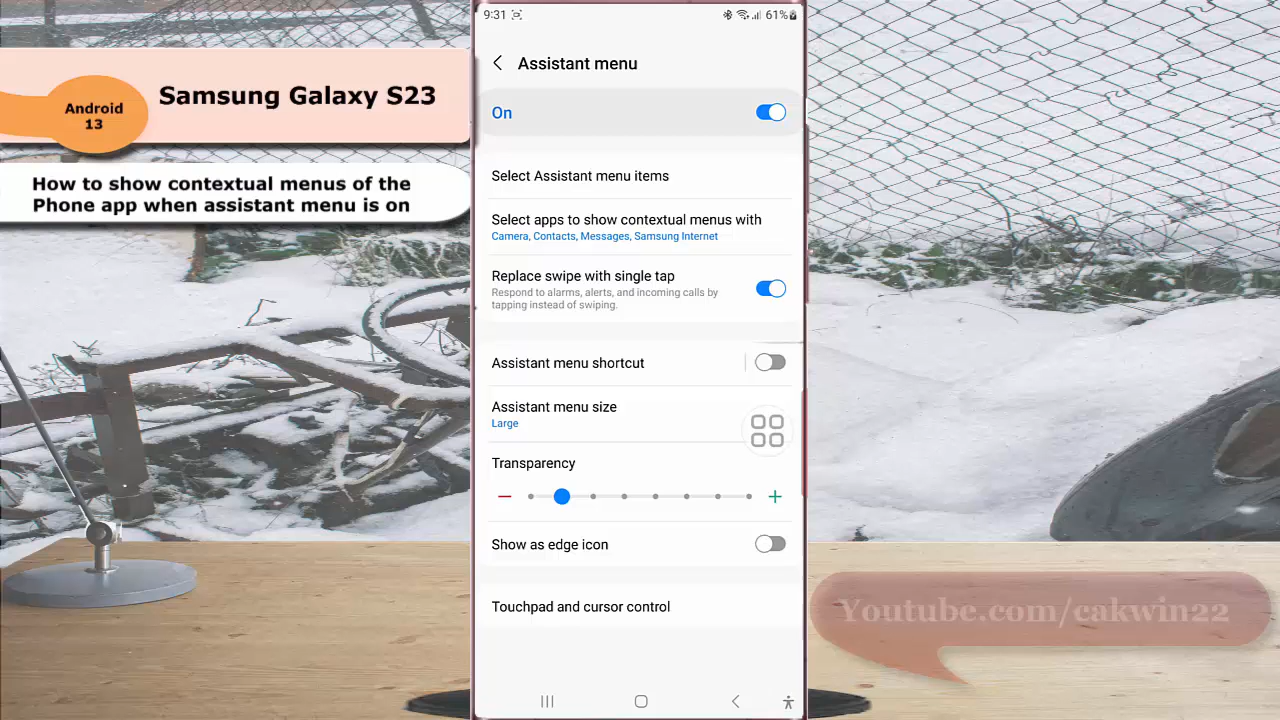 Samsung Galaxy S23
Android
13
How to show contextual menus of the
Phone app when assistant menu is on
9:31
61%
Assistant menu
On
Select Assistant menu items
Select apps to show contextual menus with
Camera, Contacts, Messages, Samsung Internet
Replace swipe with single tap
Respond to alarms, alerts, and incoming calls by
tapping instead of swiping.
Assistant menu shortcut
Assistant menu size
Large
Transparency
Show as edge icon
Touchpad and cursor control
Youtube.com/cakwin22